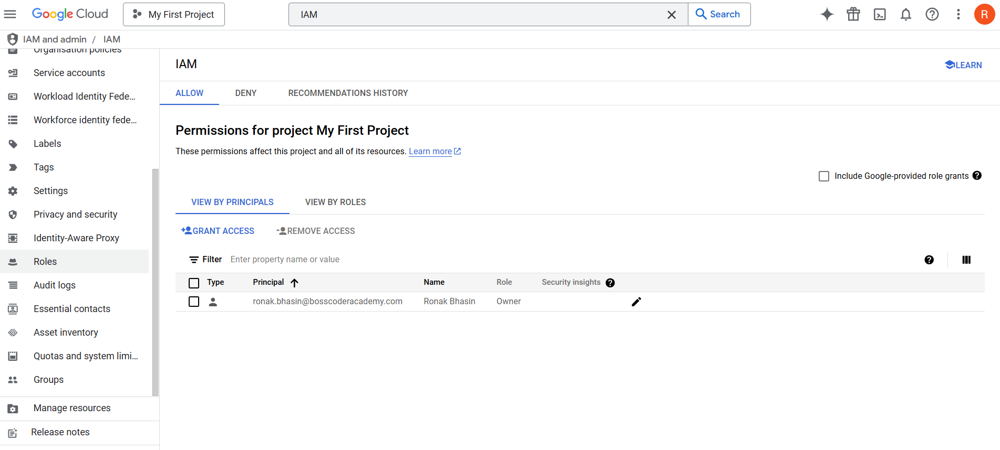 Google Cloud
My First Project
IAM
Search
R
IAM and admin / IAM
Organisation policies
Service accounts
Workload Identity Fede...
Workforce identity fede...
Labels
Tags
Settings
Privacy and security
Identity-Aware Proxy
Roles
Audit logs
Essential contacts
Asset inventory
Quotas and system limi...
Groups
Manage resources
Release notes
IAM
LEARN
ALLOW DENY RECOMMENDATIONS HISTORY
Permissions for project My First Project
These permissions affect this project and all of its resources. Learn more
Include Google-provided role grants
VIEW BY PRINCIPALS VIEW BY ROLES
GRANT ACCESS REMOVE ACCESS
Filter Enter property name or value
Type Principal Name Role Security insights
ronak.bhasin@bosscoderacademy.com Ronak Bhasin Owner